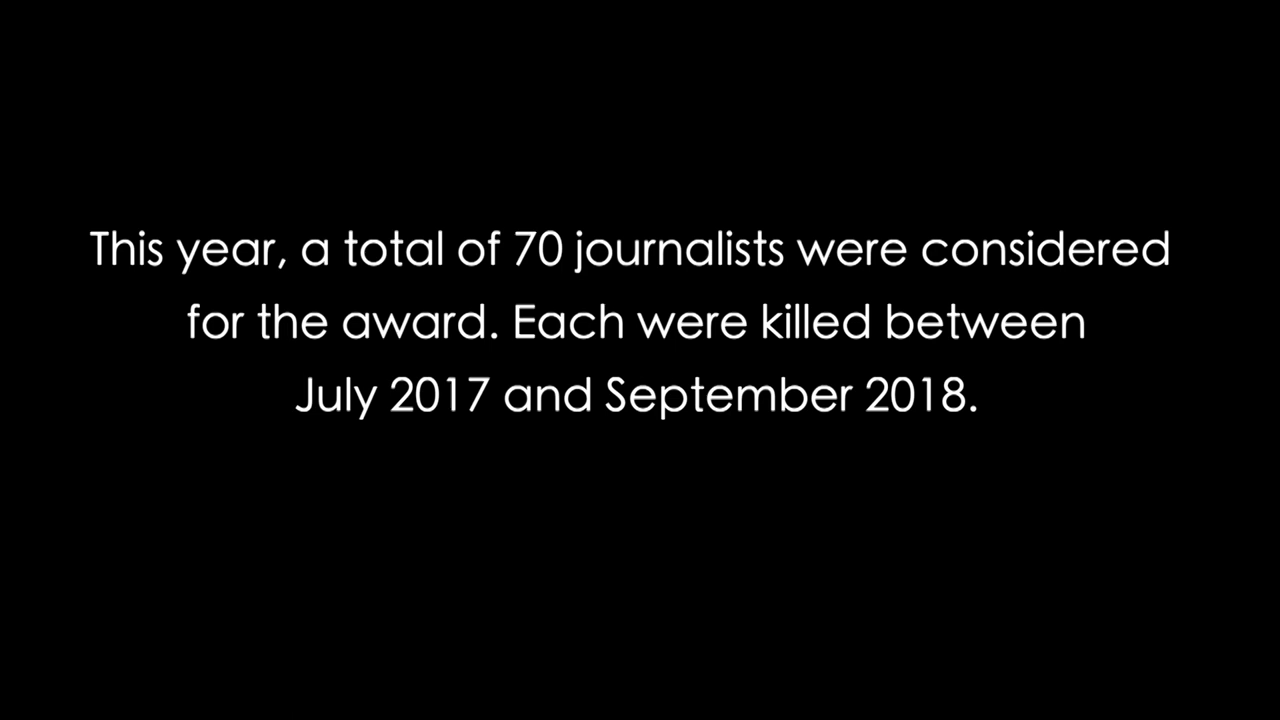 This year, a total of 70 journalists were considered
for the award. Each were killed between
July 2017 and September 2018.